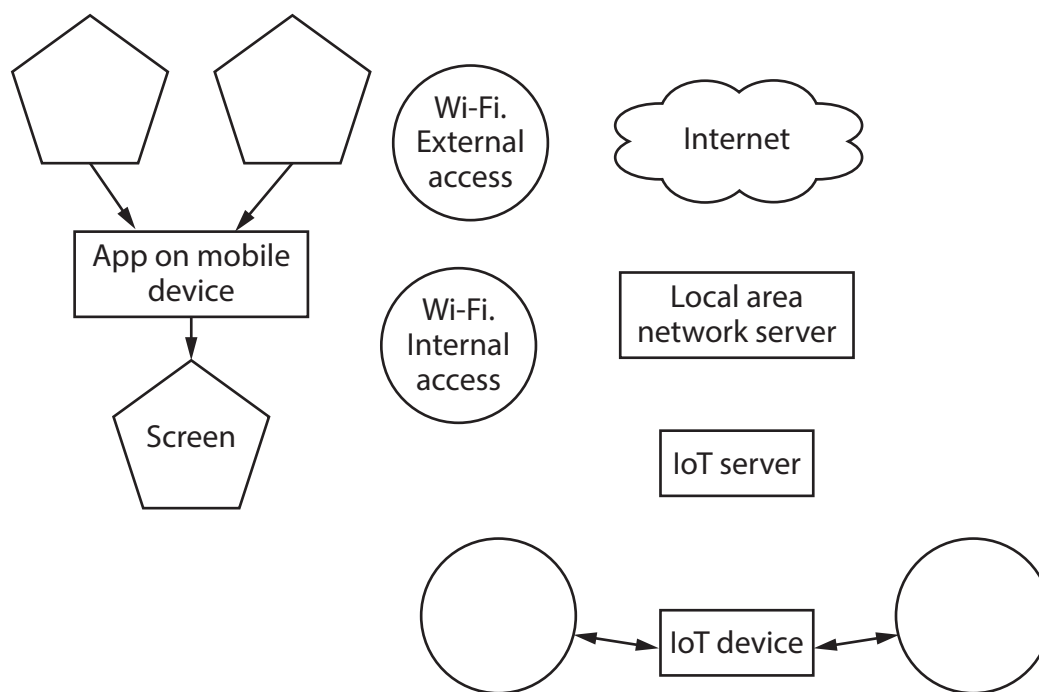 Wi-Fi.
External
access
Internet
App on mobile
device
Wi-Fi.
Internal
access
Local area
network server
Screen
IoT server
IoT device